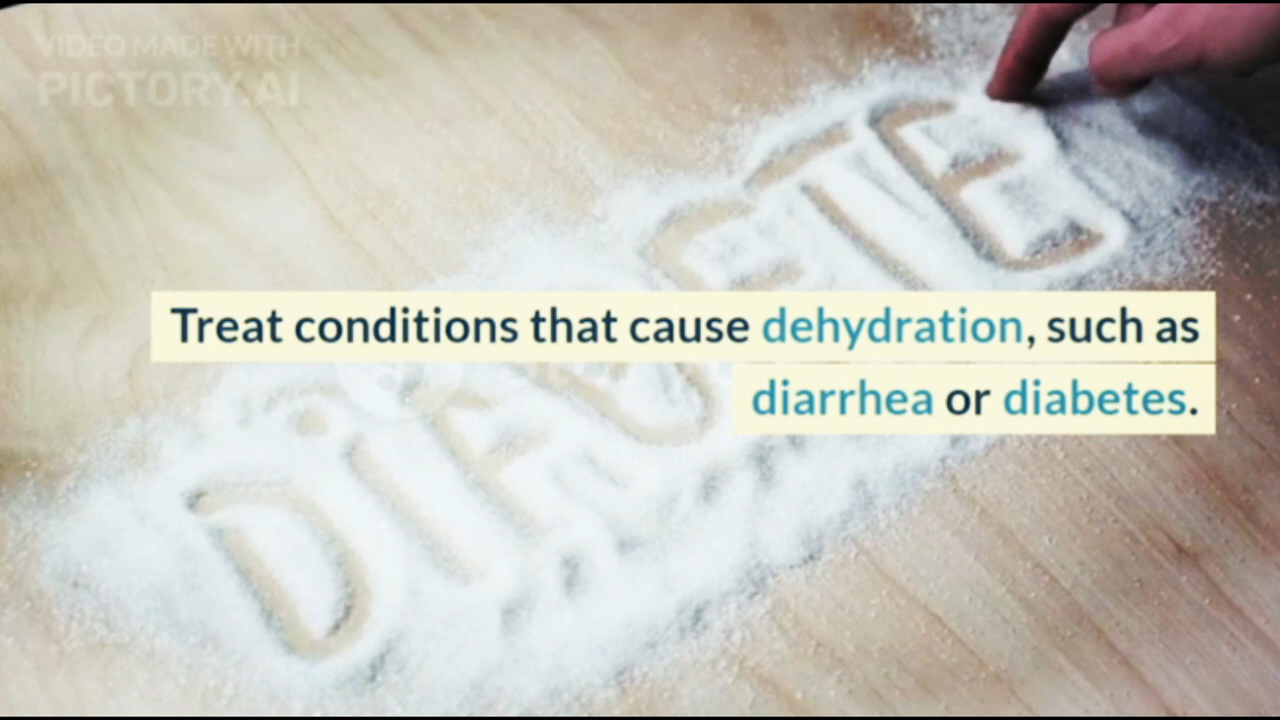 VIDEO MADE WITH
PICTORY.AI
Treat conditions that cause dehydration, such as
diarrhea or diabetes.